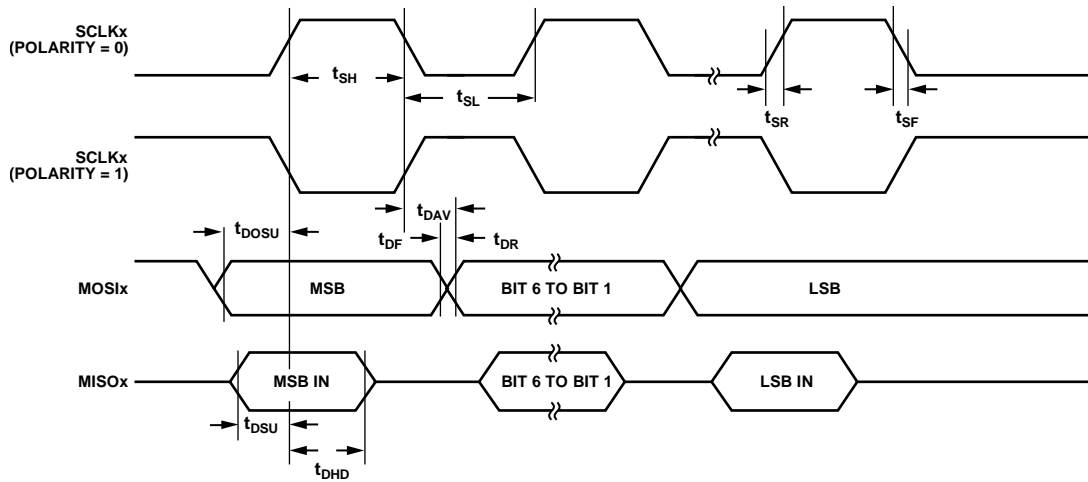 SCLKx
(POLARITY = 0)
tSH
tSL
tSR
tSF
SCLKx
(POLARITY = 1)
tDAV
tDOSU
tDF
tDR
MOSIx
MSB
BIT 6 TO BIT 1
LSB
MISOx
MSB IN
BIT 6 TO BIT 1
LSB IN
tDSU
tDHD